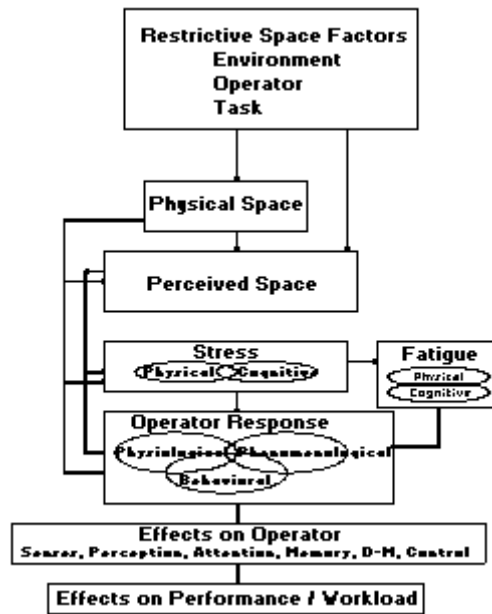 Restrictive Space Factors
Environment
Operator
Task
Physical Space
Perceived Space
Stress
Physical Cognitive
Fatigue
Physical
Cognitive
Operator Response
Physiological Phenomenological
Behavioral
Effects on Operator
Sensor, Perception, Attention, Memory, D-M, Control
Effects on Performance / Workload